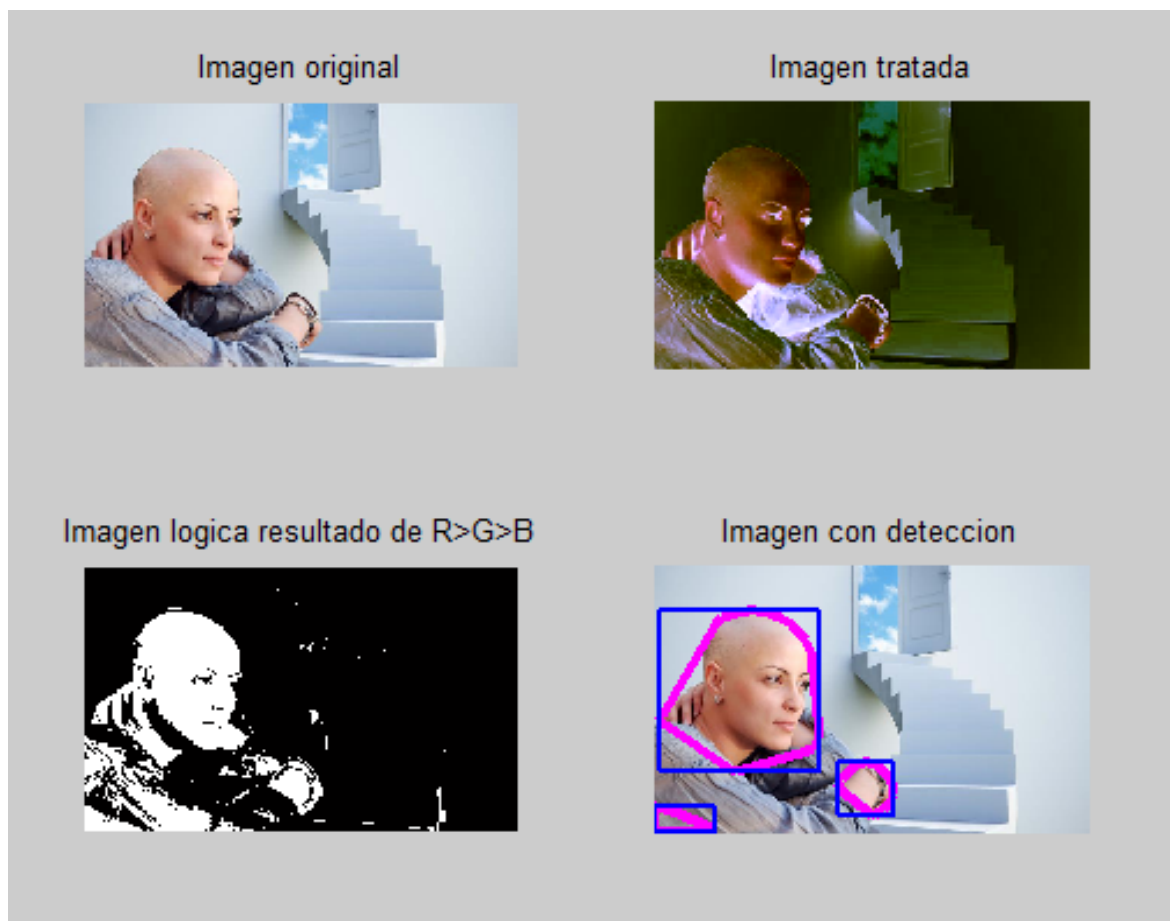 Imagen original
Imagen tratada
Imagen logica resultado de R>G>B
Imagen con deteccion